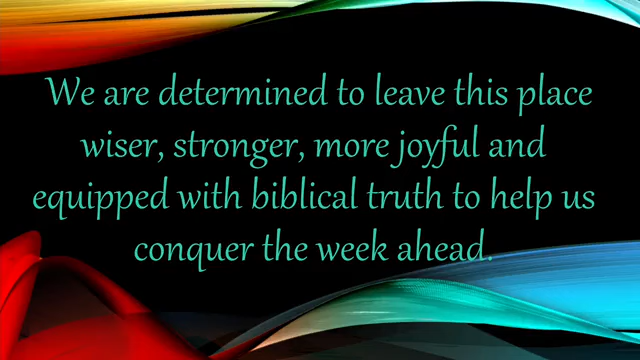 We are determined to leave this place
wiser, stronger, more joyful and
equipped with biblical truth to help us
conquer the week ahead.